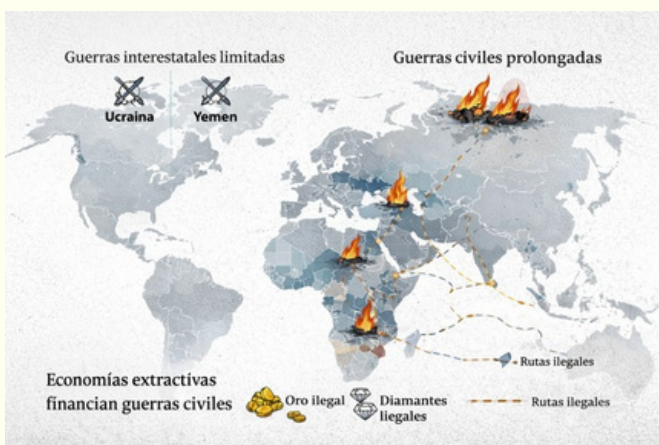 Guerras interestatales limitadas
Guerras civiles prolongadas
Ucraina
Yemen
Rutas ilegales
Economías extractivas
financian guerras civiles
Oro ilegal
Diamantes
liegales
Rutas ilegales